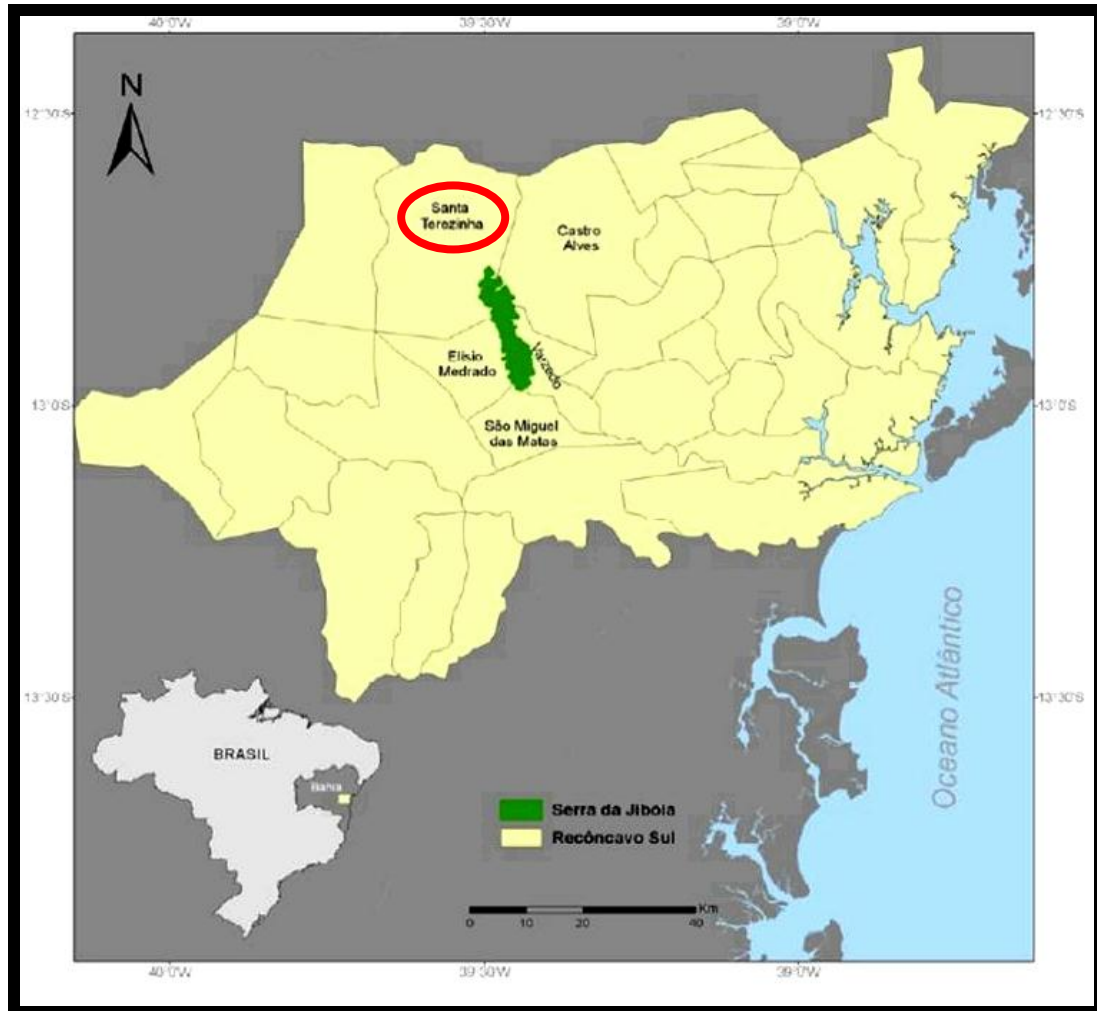 40°0'W
39°30'W
39°0'W
N
12°30'S
12°30'S
Santa
Terezinha
Castro
Alves
Elísio
Medrado
Varzedo
13°0'S
13°0'S
São Miguel
das Matas
13°30'S
13°30'S
BRASIL
Bahia
Oceano Atlântico
Serra da Jibóia
Recôncavo Sul
Km
0 10 20 40
40°0'W
39°30'W
39°0'W